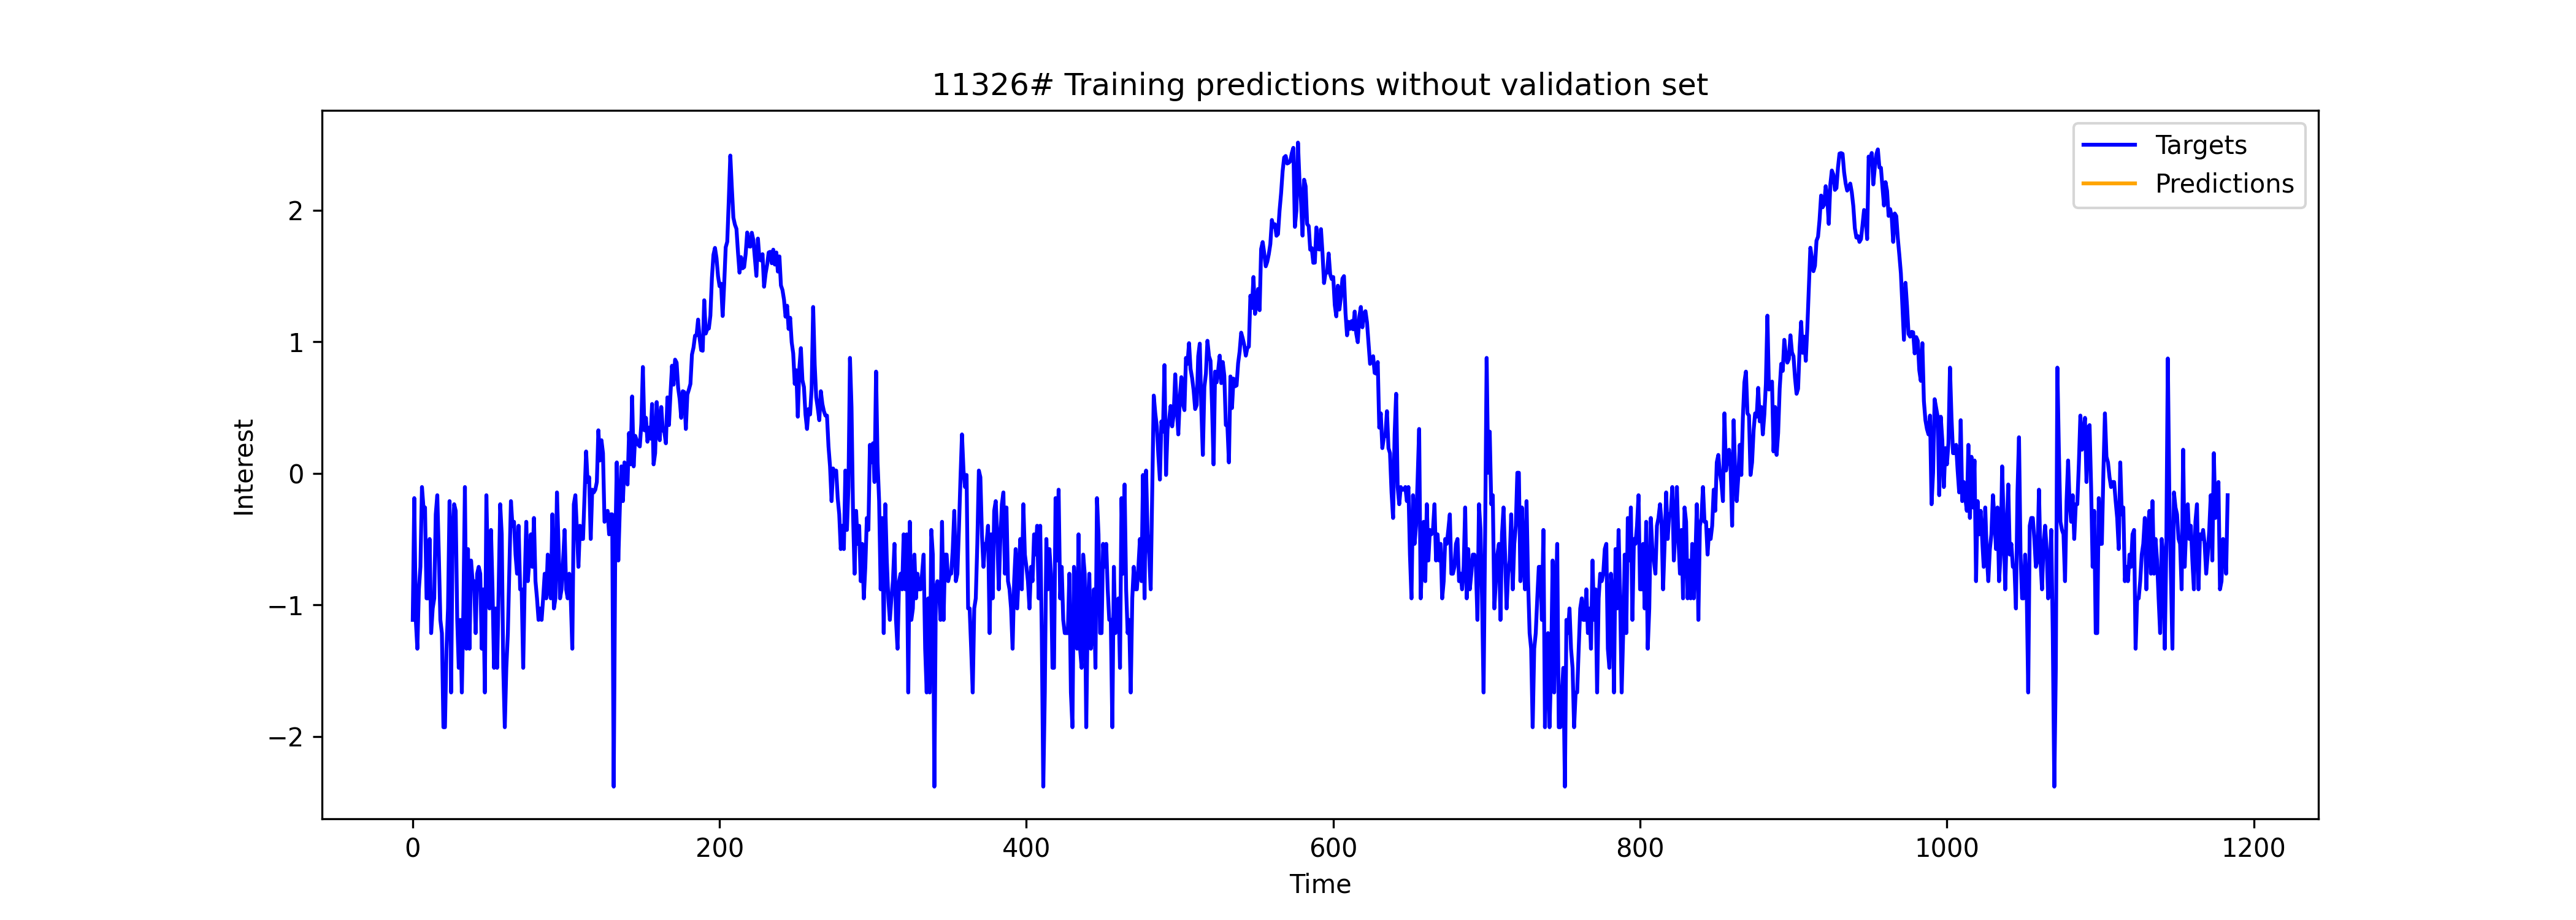 11326# Training predictions without validation set
Targets
Predictions
Interest
2
1
0
−1
−2
0 200 400 600 800 1000 1200
Time